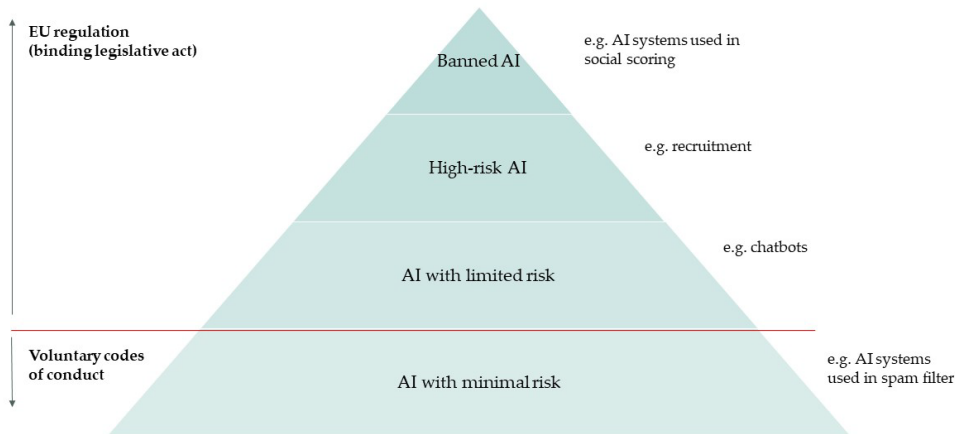 EU regulation
(binding legislative act)
Banned AI
e.g. AI systems used in
social scoring
High-risk AI
e.g. recruitment
AI with limited risk
e.g. chatbots
Voluntary codes
of conduct
AI with minimal risk
e.g. AI systems
used in spam filter